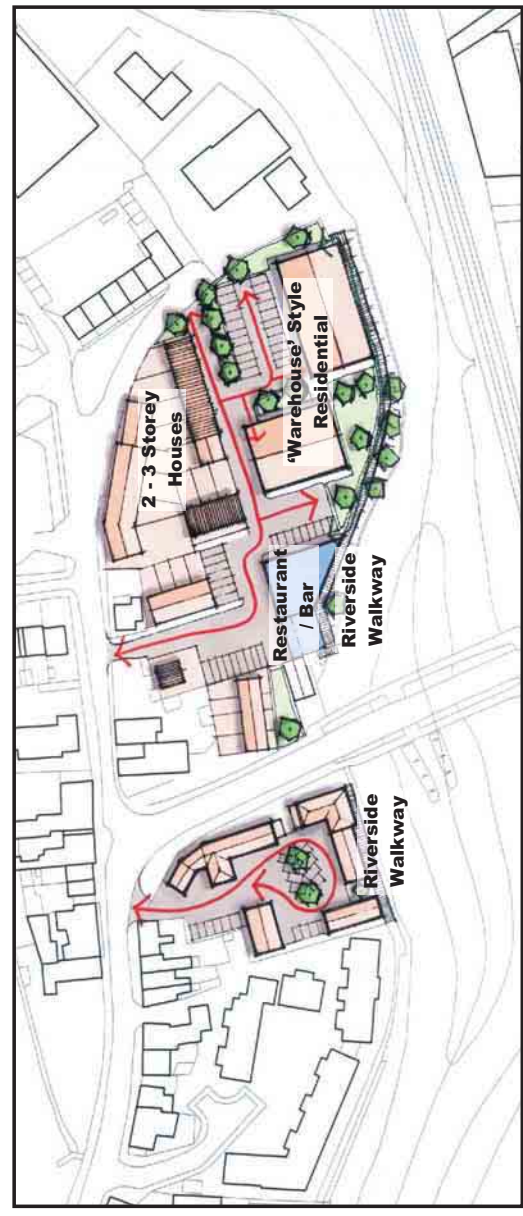 2 - 3 Storey
Houses
‘Warehouse’ Style
Residential
Restaurant
/ Bar
Riverside
Walkway
Riverside
Walkway